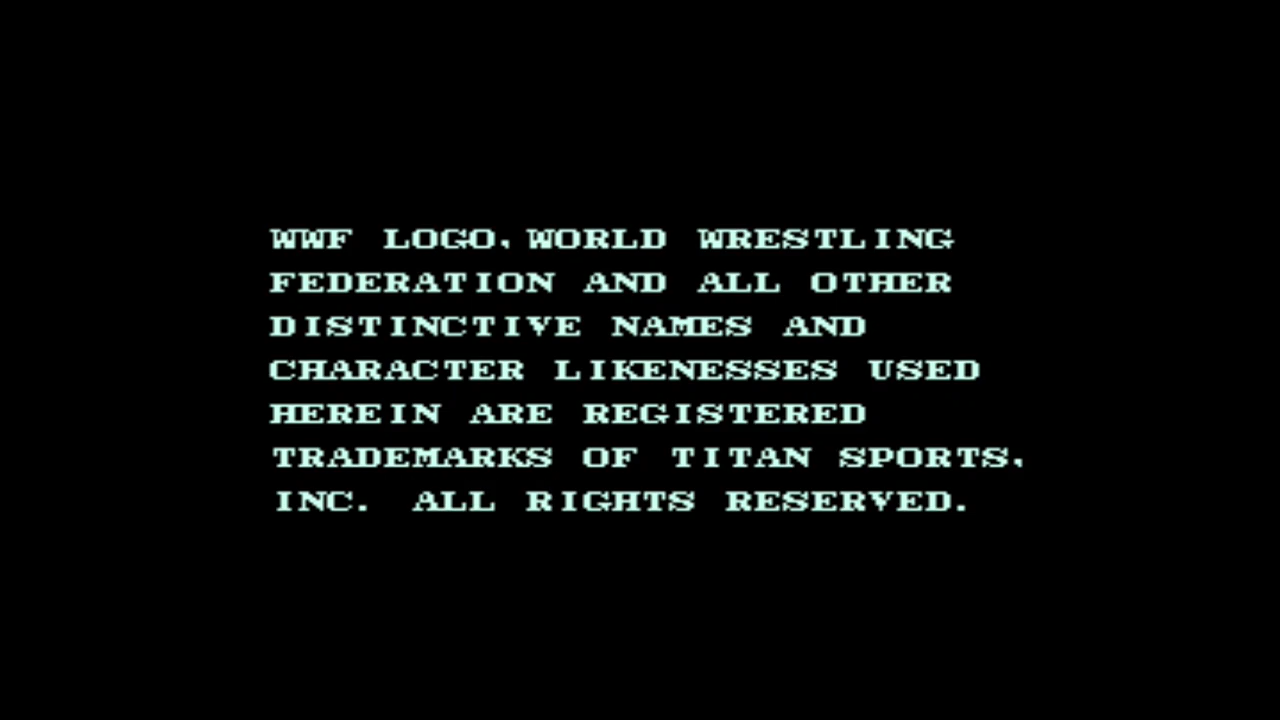 WWF LOGO, WORLD WRESTLING
FEDERATION AND ALL OTHER
DISTINCTIVE NAMES AND
CHARACTER LIKENESSES USED
HEREIN ARE REGISTERED
TRADEMARKS OF TITAN SPORTS,
INC. ALL RIGHTS RESERVED.